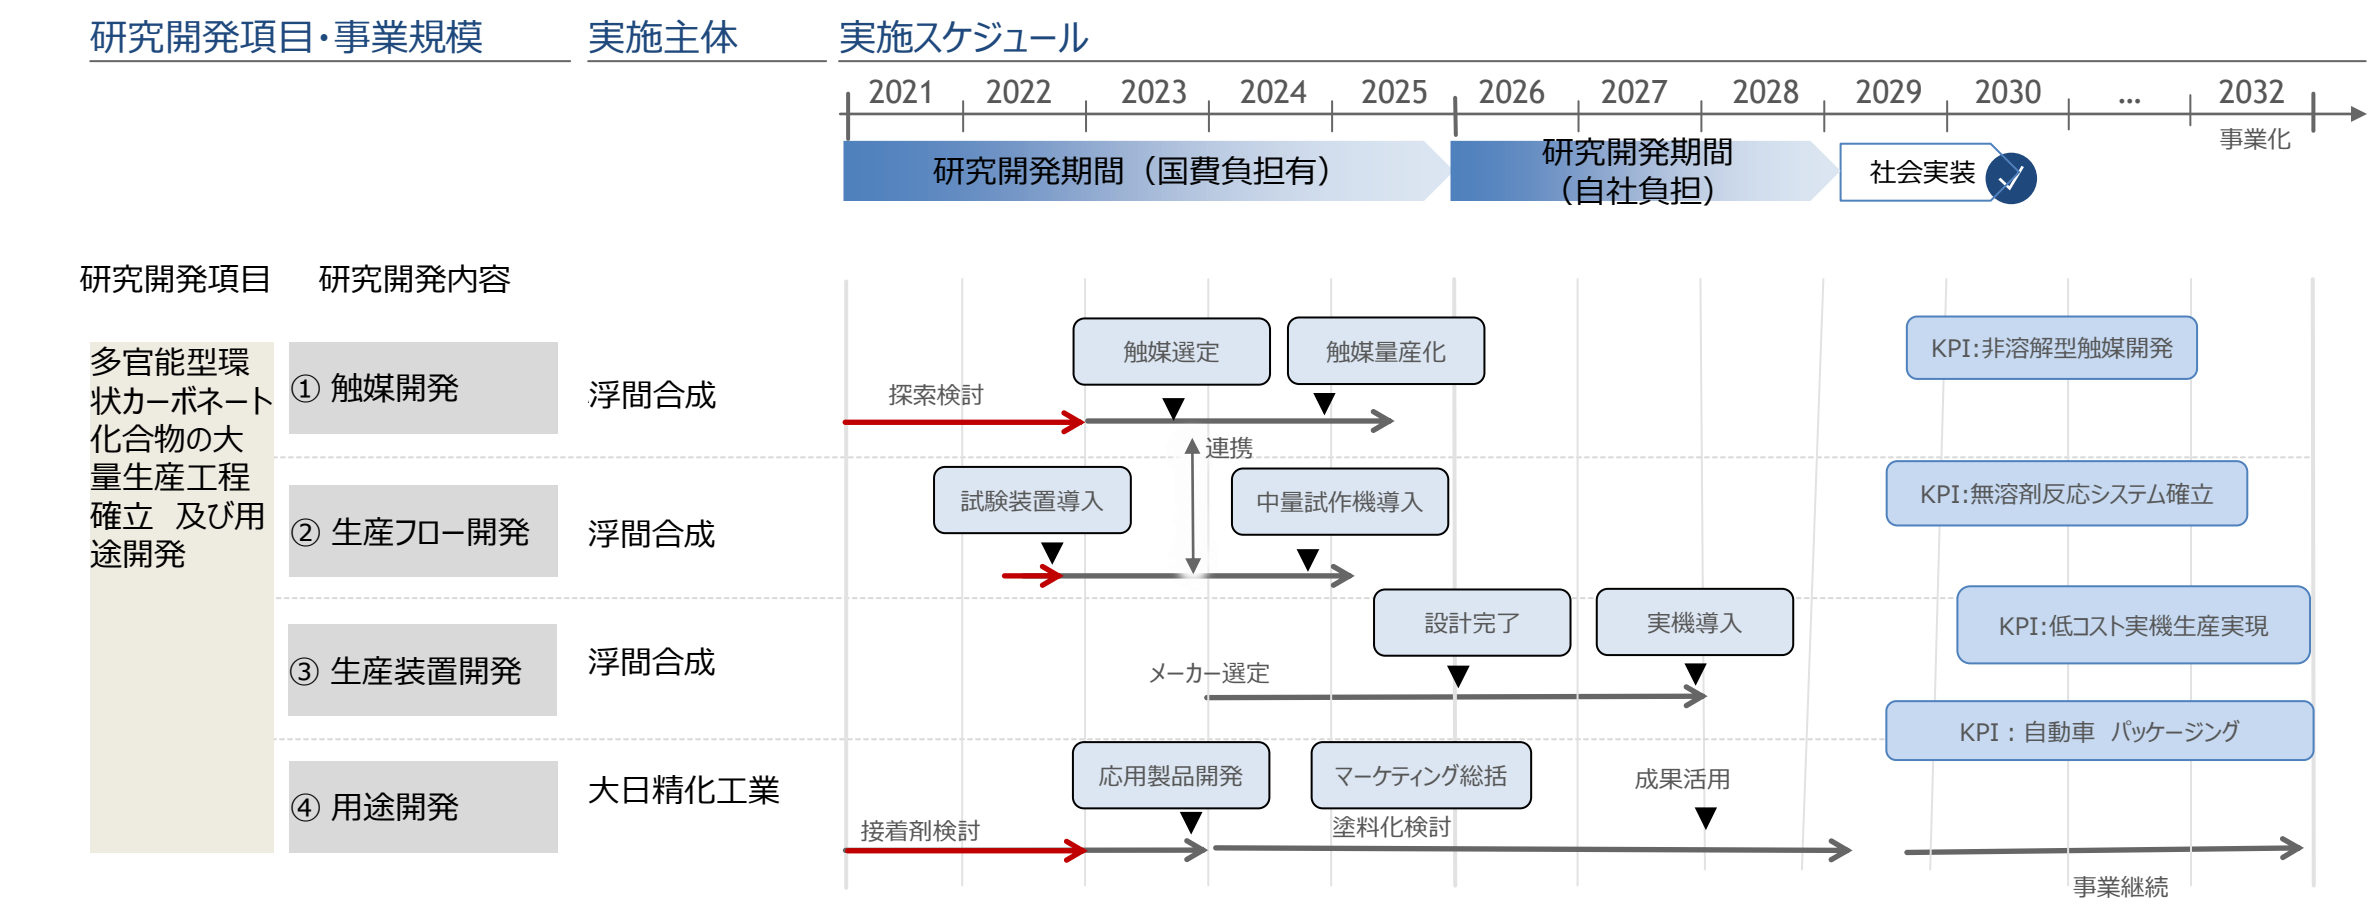 研究開発項目・事業規模
実施主体
実施スケジュール
2021 2022 2023 2024 2025 2026 2027 2028 2029 2030 ... 2032
事業化
研究開発期間（国費負担有）
研究開発期間
（自社負担）
社会実装
研究開発項目
研究開発内容
多官能型環
状カーボネート
化合物の大
量生産工程
確立　及び用
途開発
① 触媒開発
浮間合成
探索検討
触媒選定
触媒量産化
KPI:非溶解型触媒開発
連携
② 生産フロー開発
浮間合成
試験装置導入
中量試作機導入
KPI:無溶剤反応システム確立
③ 生産装置開発
浮間合成
メーカー選定
設計完了
実機導入
KPI:低コスト実機生産実現
④ 用途開発
大日精化工業
接着剤検討
応用製品開発
マーケティング総括
塗料化検討
成果活用
KPI：自動車　パッケージング
事業継続